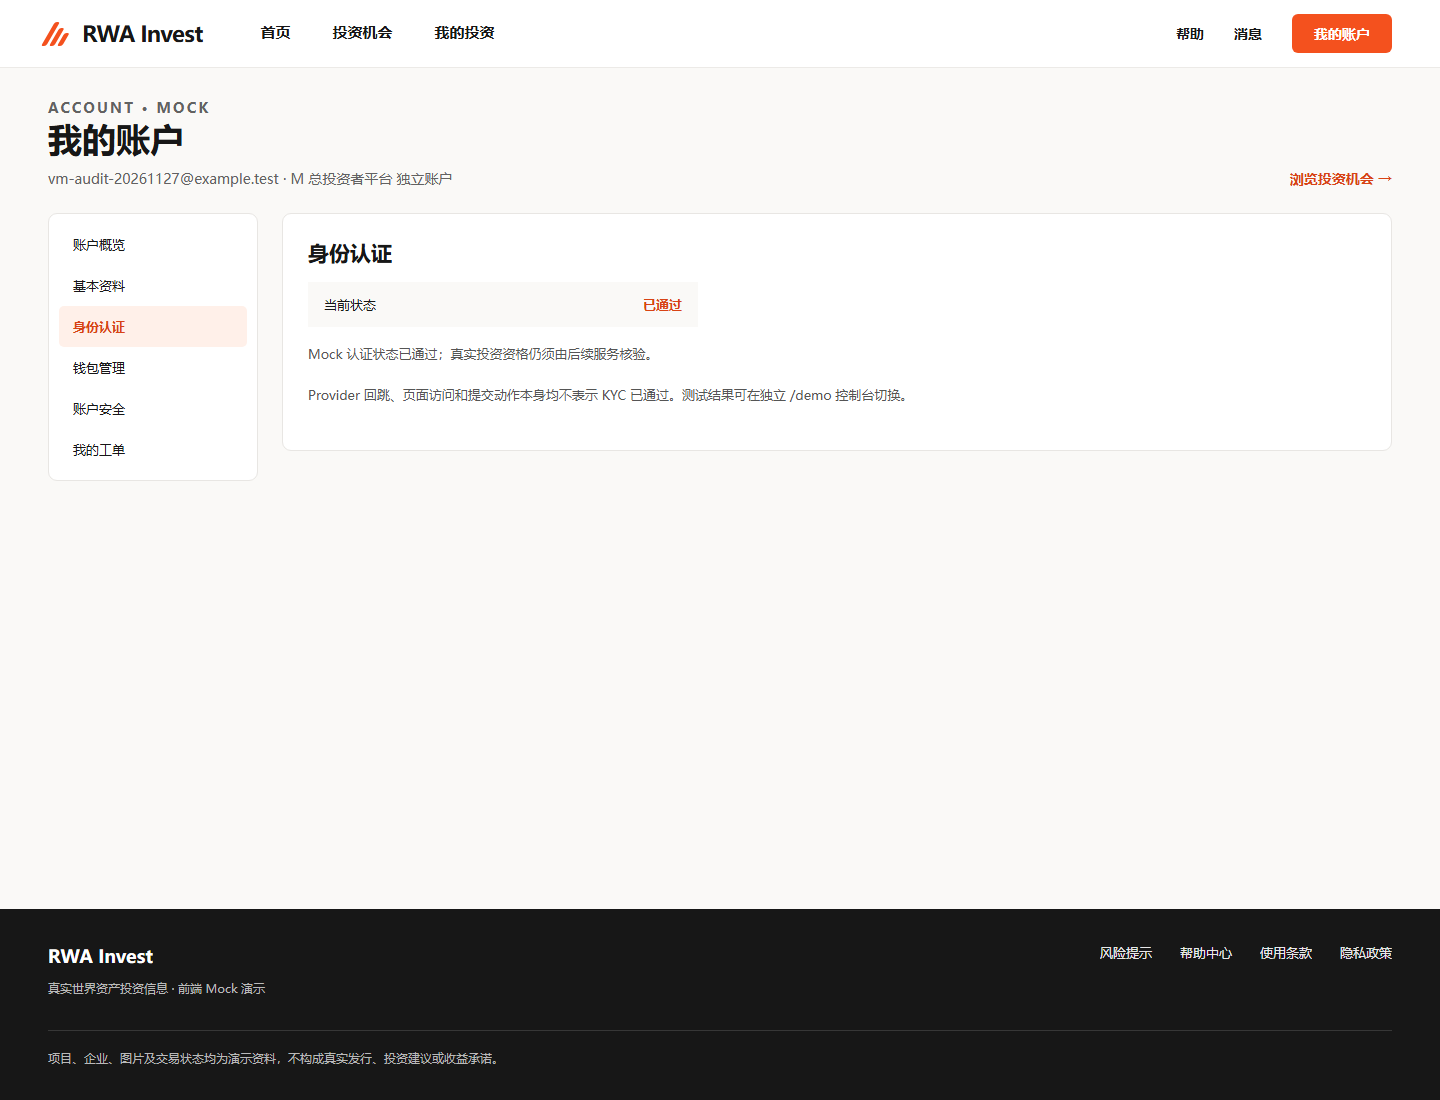 RWA Invest
首页
投资机会
我的投资
帮助
消息
我的账户
ACCOUNT • MOCK
我的账户
vm-audit-20261127@example.test · M 总投资者平台 独立账户
浏览投资机会 →
账户概览
基本资料
身份认证
钱包管理
账户安全
我的工单
身份认证
当前状态
已通过
Mock 认证状态已通过；真实投资资格仍须由后续服务核验。
Provider 回跳、页面访问和提交动作本身均不表示 KYC 已通过。测试结果可在独立 /demo 控制台切换。
RWA Invest
真实世界资产投资信息 · 前端 Mock 演示
风险提示
帮助中心
使用条款
隐私政策
项目、企业、图片及交易状态均为演示资料，不构成真实发行、投资建议或收益承诺。